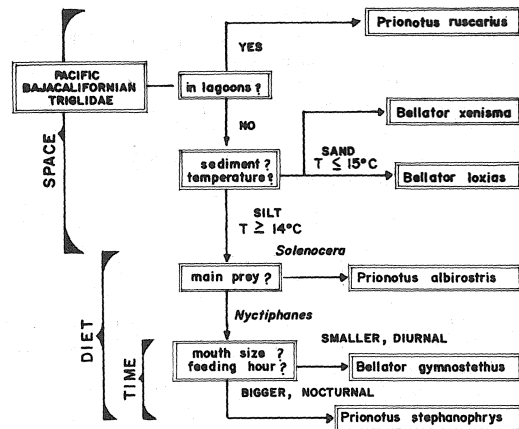 Prionotus ruscarius
YES
PACIFIC
BAJACALIFORNIAN
TRIGLIDAE
in lagoons?
NO
Bellator xenisma
SPACE
sediment?
temperature?
SAND
T ≤ 15°C
Bellator loxias
SILT
T ≥ 14°C
Solenocera
main prey?
Prionotus albirostris
Nyctiphanes
DIET
TIME
mouth size ?
feeding hour?
SMALLER, DIURNAL
Bellator gymnostethus
BIGGER, NOCTURNAL
Prionotus stephanophrys